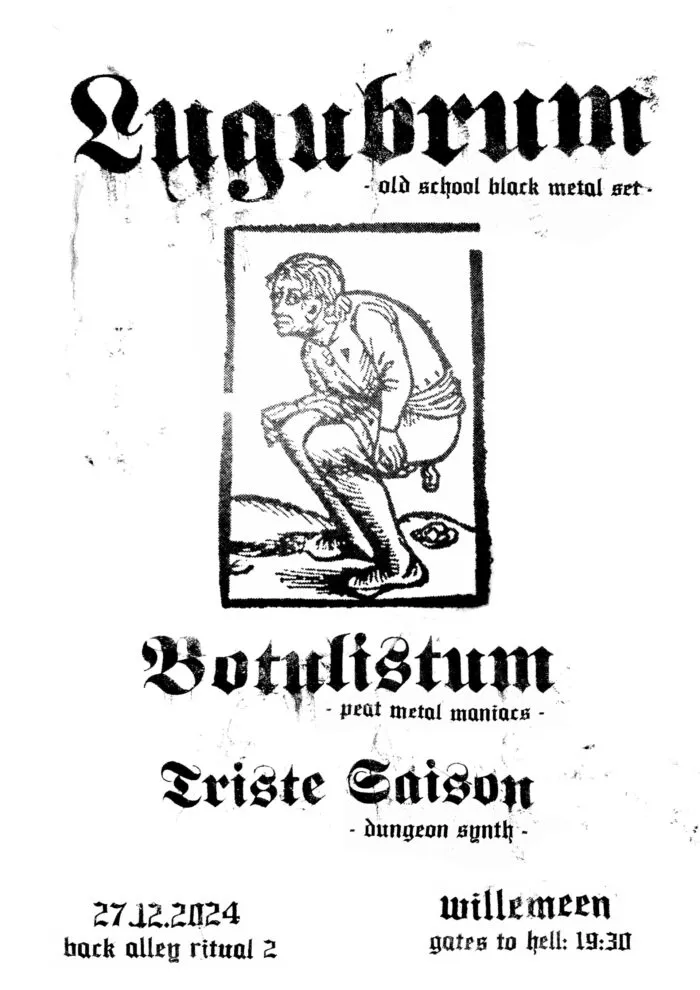 Lugubrum
- old school black metal set -
Botulistum
- peat metal maniacs -
Triste Saison
- dungeon synth -
27.12.2024
back alley ritual 2
willemeen
gates to hell: 19:30